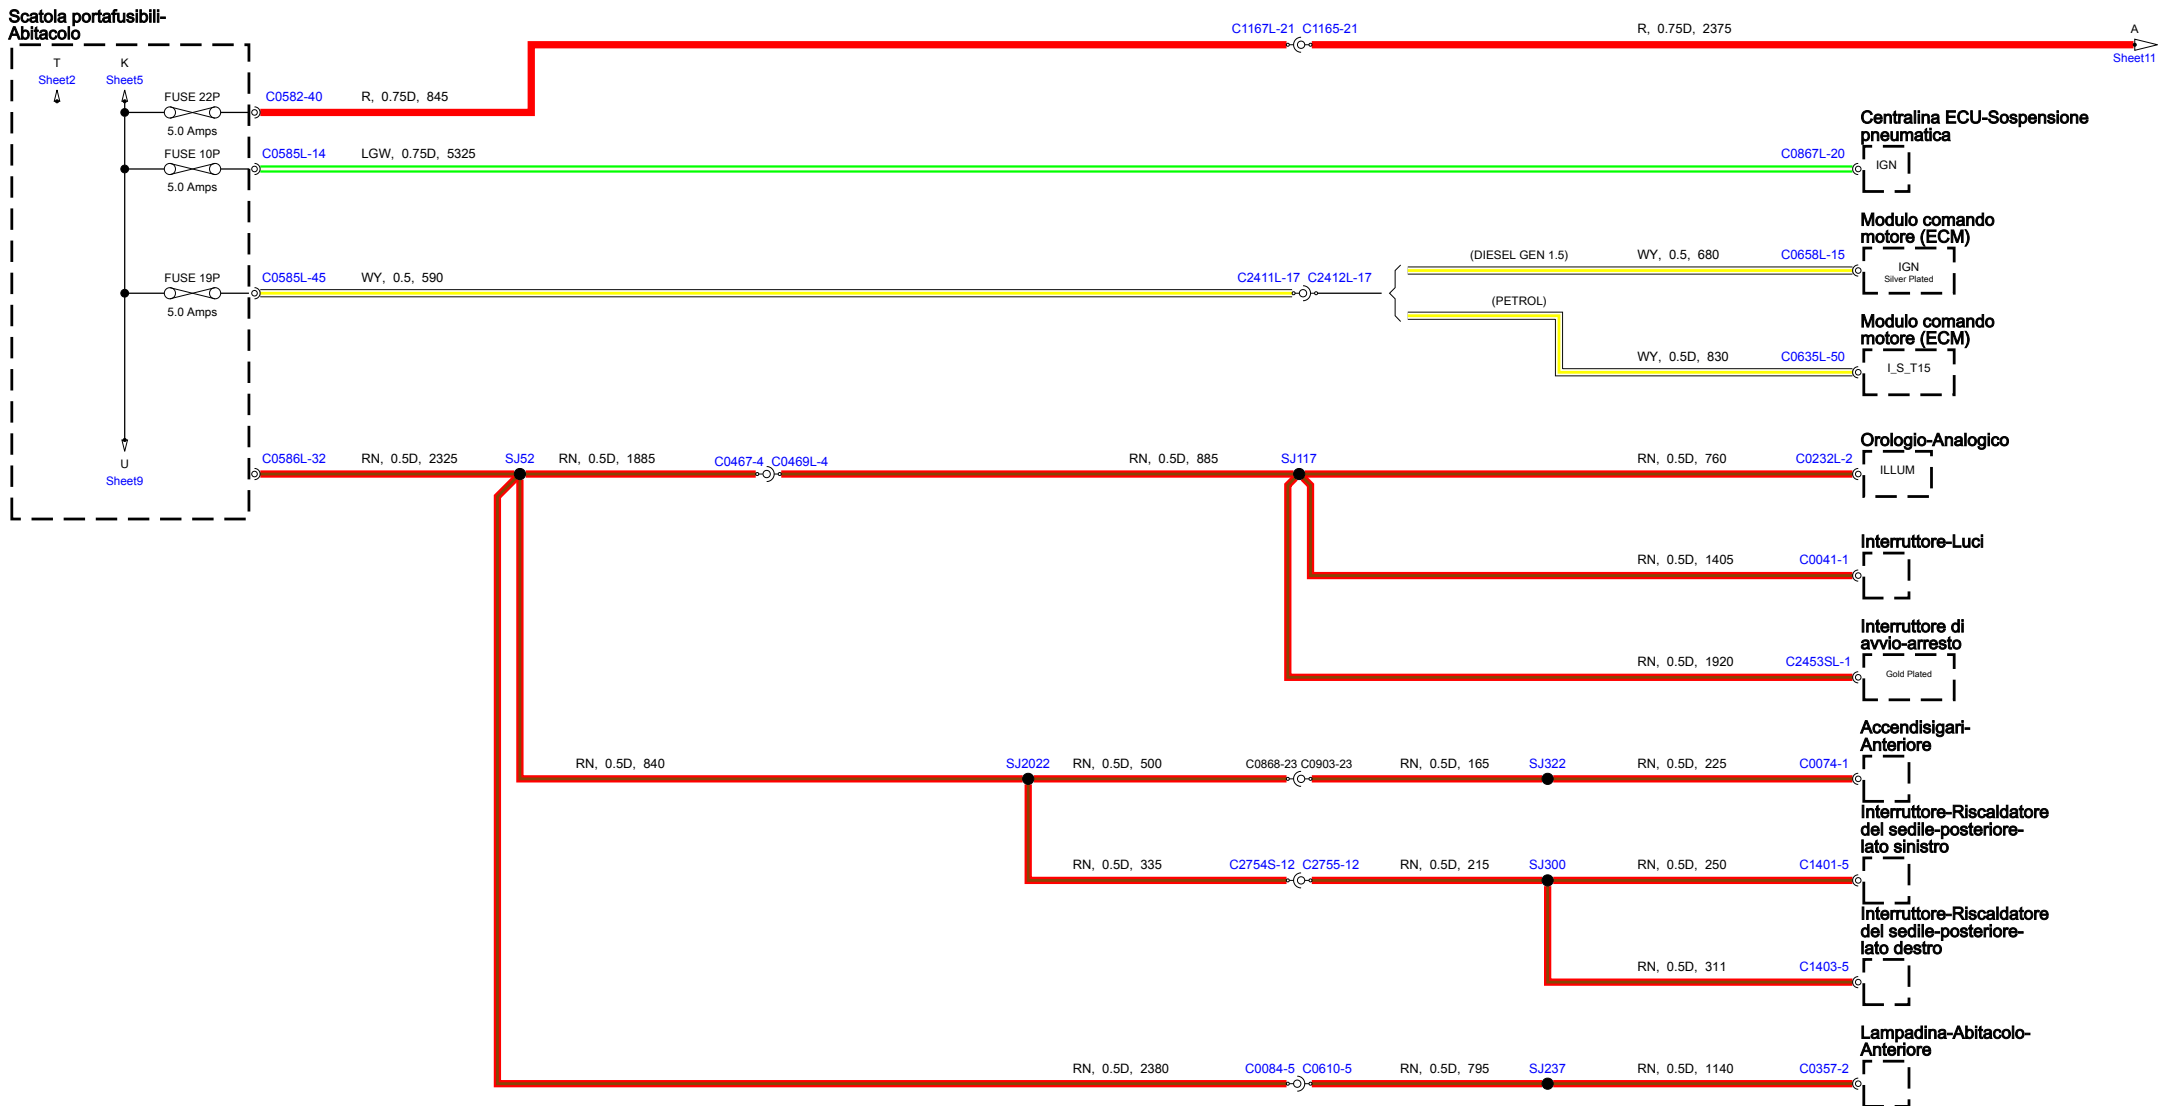 Scatola portafusibili-
Abitacolo
T
K
Sheet2
Sheet5
FUSE 22P
5.0 Amps
C0582-40
R, 0.75D, 845
C1167L-21
C1165-21
R, 0.75D, 2375
A
Sheet11
FUSE 10P
5.0 Amps
C0585L-14
LGW, 0.75D, 5325
C0867L-20
Centralina ECU-Sospensione
pneumatica
IGN
FUSE 19P
5.0 Amps
C0585L-45
WY, 0.5, 590
C2411L-17
C2412L-17
(DIESEL GEN 1.5)
WY, 0.5, 680
C0658L-15
Modulo comando
motore (ECM)
IGN
Silver Plated
(PETROL)
WY, 0.5D, 830
C0635L-50
Modulo comando
motore (ECM)
I_S_T15
U
Sheet9
C0586L-32
RN, 0.5D, 2325
SJ52
RN, 0.5D, 1885
C0467-4
C0469L-4
RN, 0.5D, 885
SJ117
RN, 0.5D, 760
C0232L-2
Orologio-Analogico
ILLUM
RN, 0.5D, 1405
C0041-1
Interruttore-Luci
RN, 0.5D, 1920
C2453SL-1
Interruttore di
avvio-arresto
Gold Plated
RN, 0.5D, 840
SJ2022
RN, 0.5D, 500
C0868-23
C0903-23
RN, 0.5D, 165
SJ322
RN, 0.5D, 225
C0074-1
Accendisigari-
Anteriore
RN, 0.5D, 335
C2754S-12
C2755-12
RN, 0.5D, 215
SJ300
RN, 0.5D, 250
C1401-5
Interruttore-Riscaldatore
del sedile-posteriore-
lato sinistro
RN, 0.5D, 311
C1403-5
Interruttore-Riscaldatore
del sedile-posteriore-
lato destro
RN, 0.5D, 2380
C0084-5
C0610-5
RN, 0.5D, 795
SJ237
RN, 0.5D, 1140
C0357-2
Lampadina-Abitacolo-
Anteriore